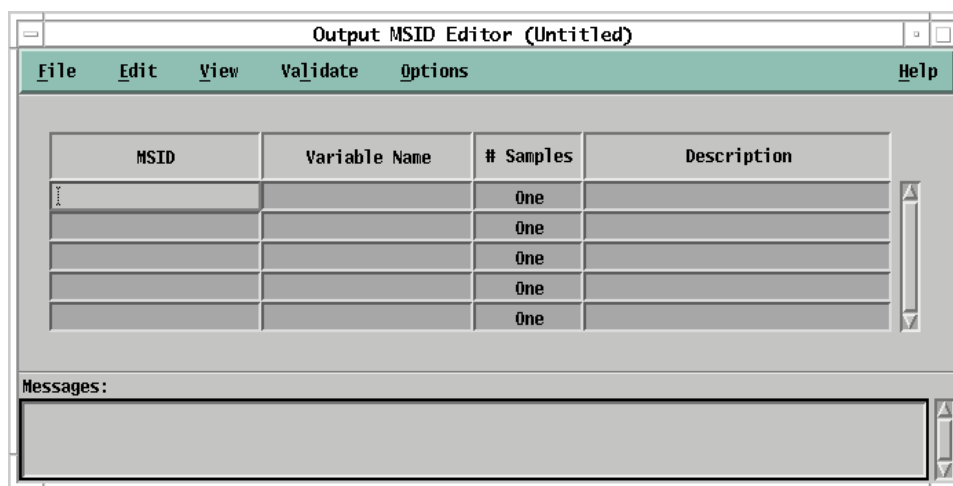 Output MSID Editor (Untitled)
File Edit View Validate Options Help
MSID Variable Name # Samples Description
One
One
One
One
One
Messages: